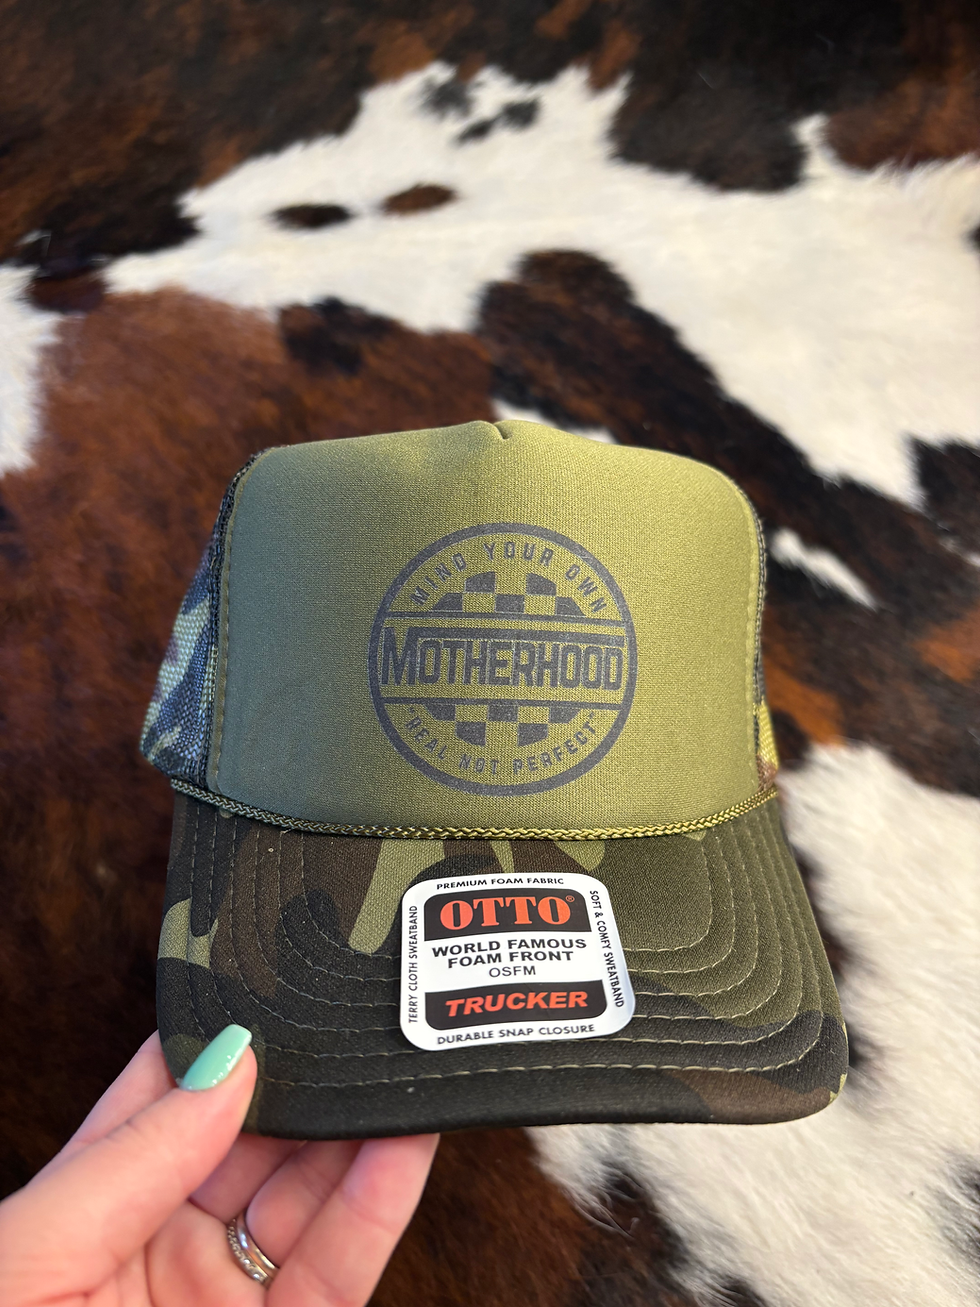 MIND YOUR OWN
MOTHERHOOD
"REAL NOT PERFECT"
PREMIUM FOAM FABRIC
OTTO®
WORLD FAMOUS
FOAM FRONT
OSFM
TRUCKER
DURABLE SNAP CLOSURE
TERRY CLOTH SWEATBAND
SOFT & COMFY SWEATBAND